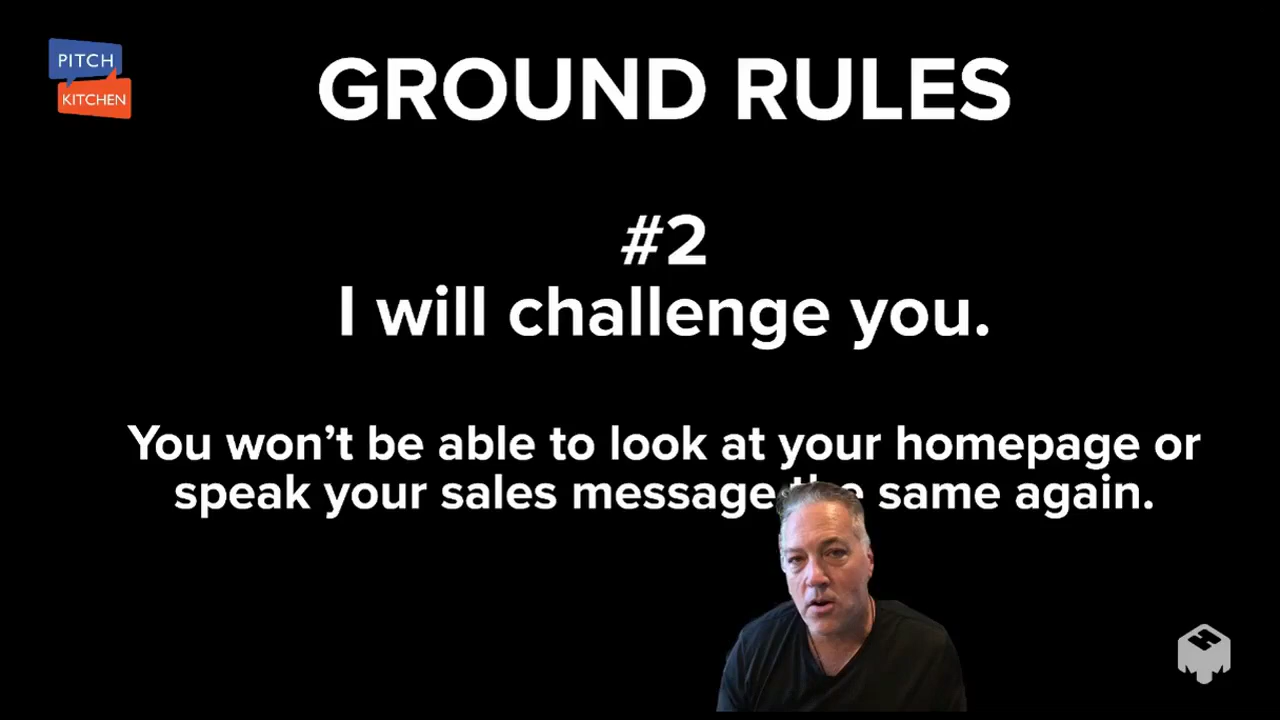 PITCH
KITCHEN
GROUND RULES
#2
I will challenge you.
You won’t be able to look at your homepage or
speak your sales message the same again.